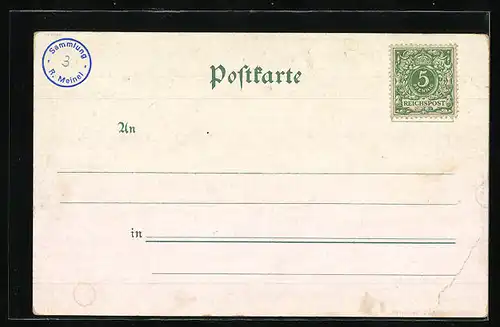 Sammlung
3
R. Meinel
Postkarte
5
REICHSPOST
An
in